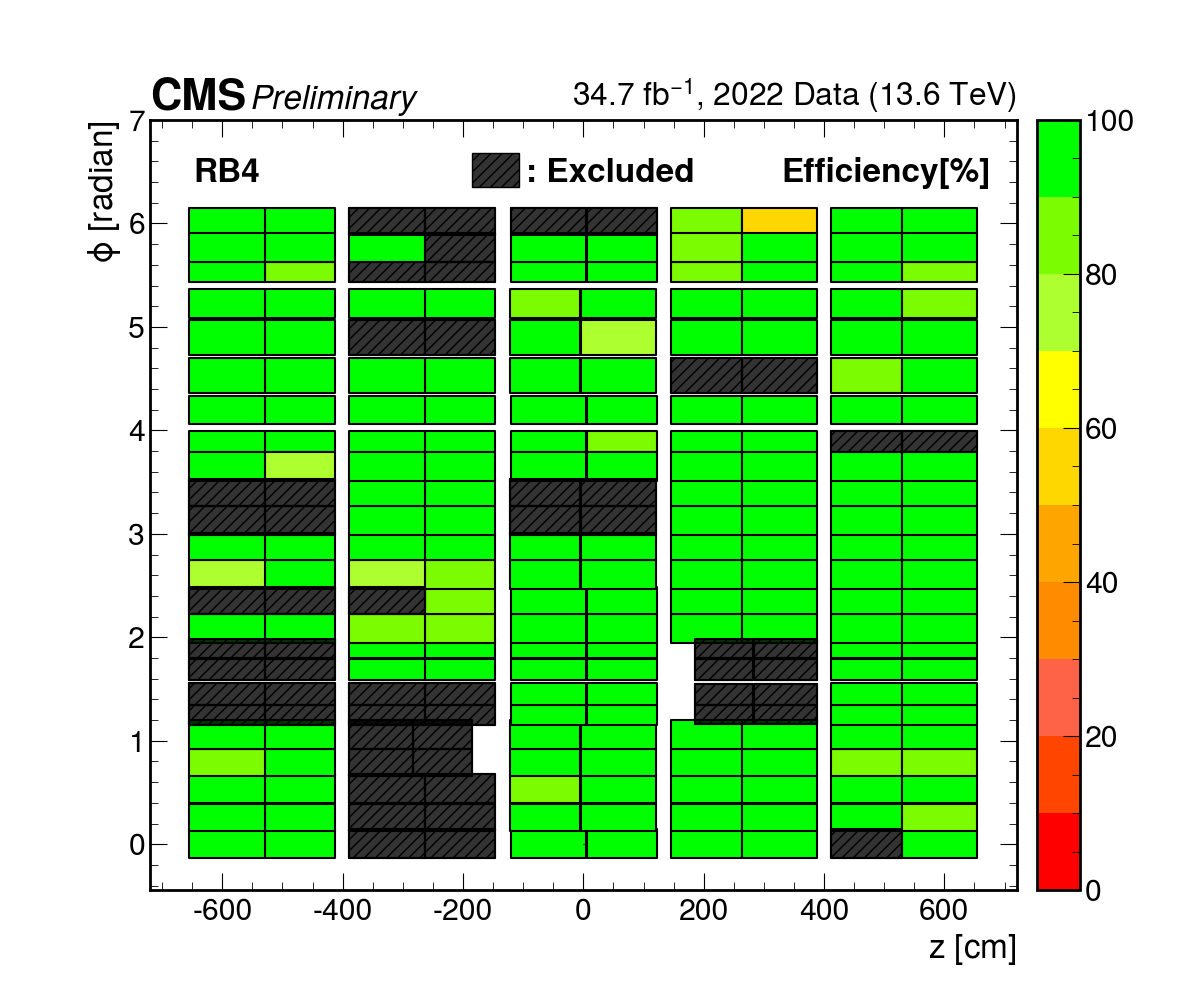 CMS Preliminary 34.7 fb⁻¹, 2022 Data (13.6 TeV)
RB4 : Excluded Efficiency[%]
ϕ [radian]
7
6
5
4
3
2
1
0
-600 -400 -200 0 200 400 600
z [cm]
100
80
60
40
20
0